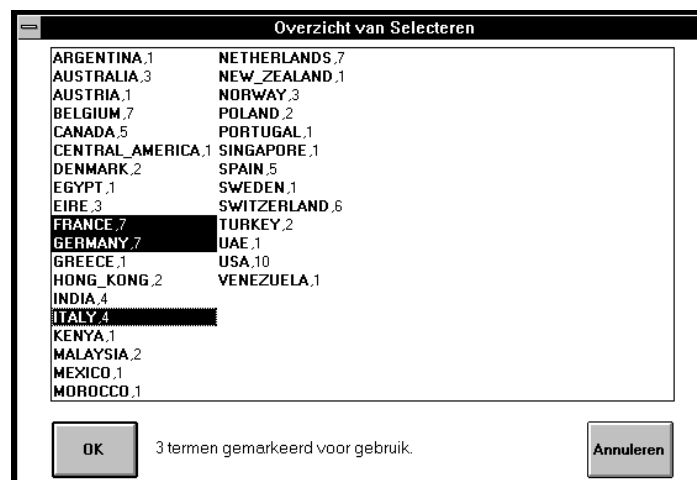 Overzicht van Selecteren
ARGENTINA,1
AUSTRALIA,3
AUSTRIA,1
BELGIUM,7
CANADA,5
CENTRAL_AMERICA,1
DENMARK,2
EGYPT,1
EIRE,3
FRANCE,7
GERMANY,7
GREECE,1
HONG_KONG,2
INDIA,4
ITALY,4
KENYA,1
MALAYSIA,2
MEXICO,1
MOROCCO,1
NETHERLANDS,7
NEW_ZEALAND,1
NORWAY,3
POLAND,2
PORTUGAL,1
SINGAPORE,1
SPAIN,5
SWEDEN,1
SWITZERLAND,6
TURKEY,2
UAE,1
USA,10
VENEZUELA,1
OK
3 termen gemarkeerd voor gebruik.
Annuleren